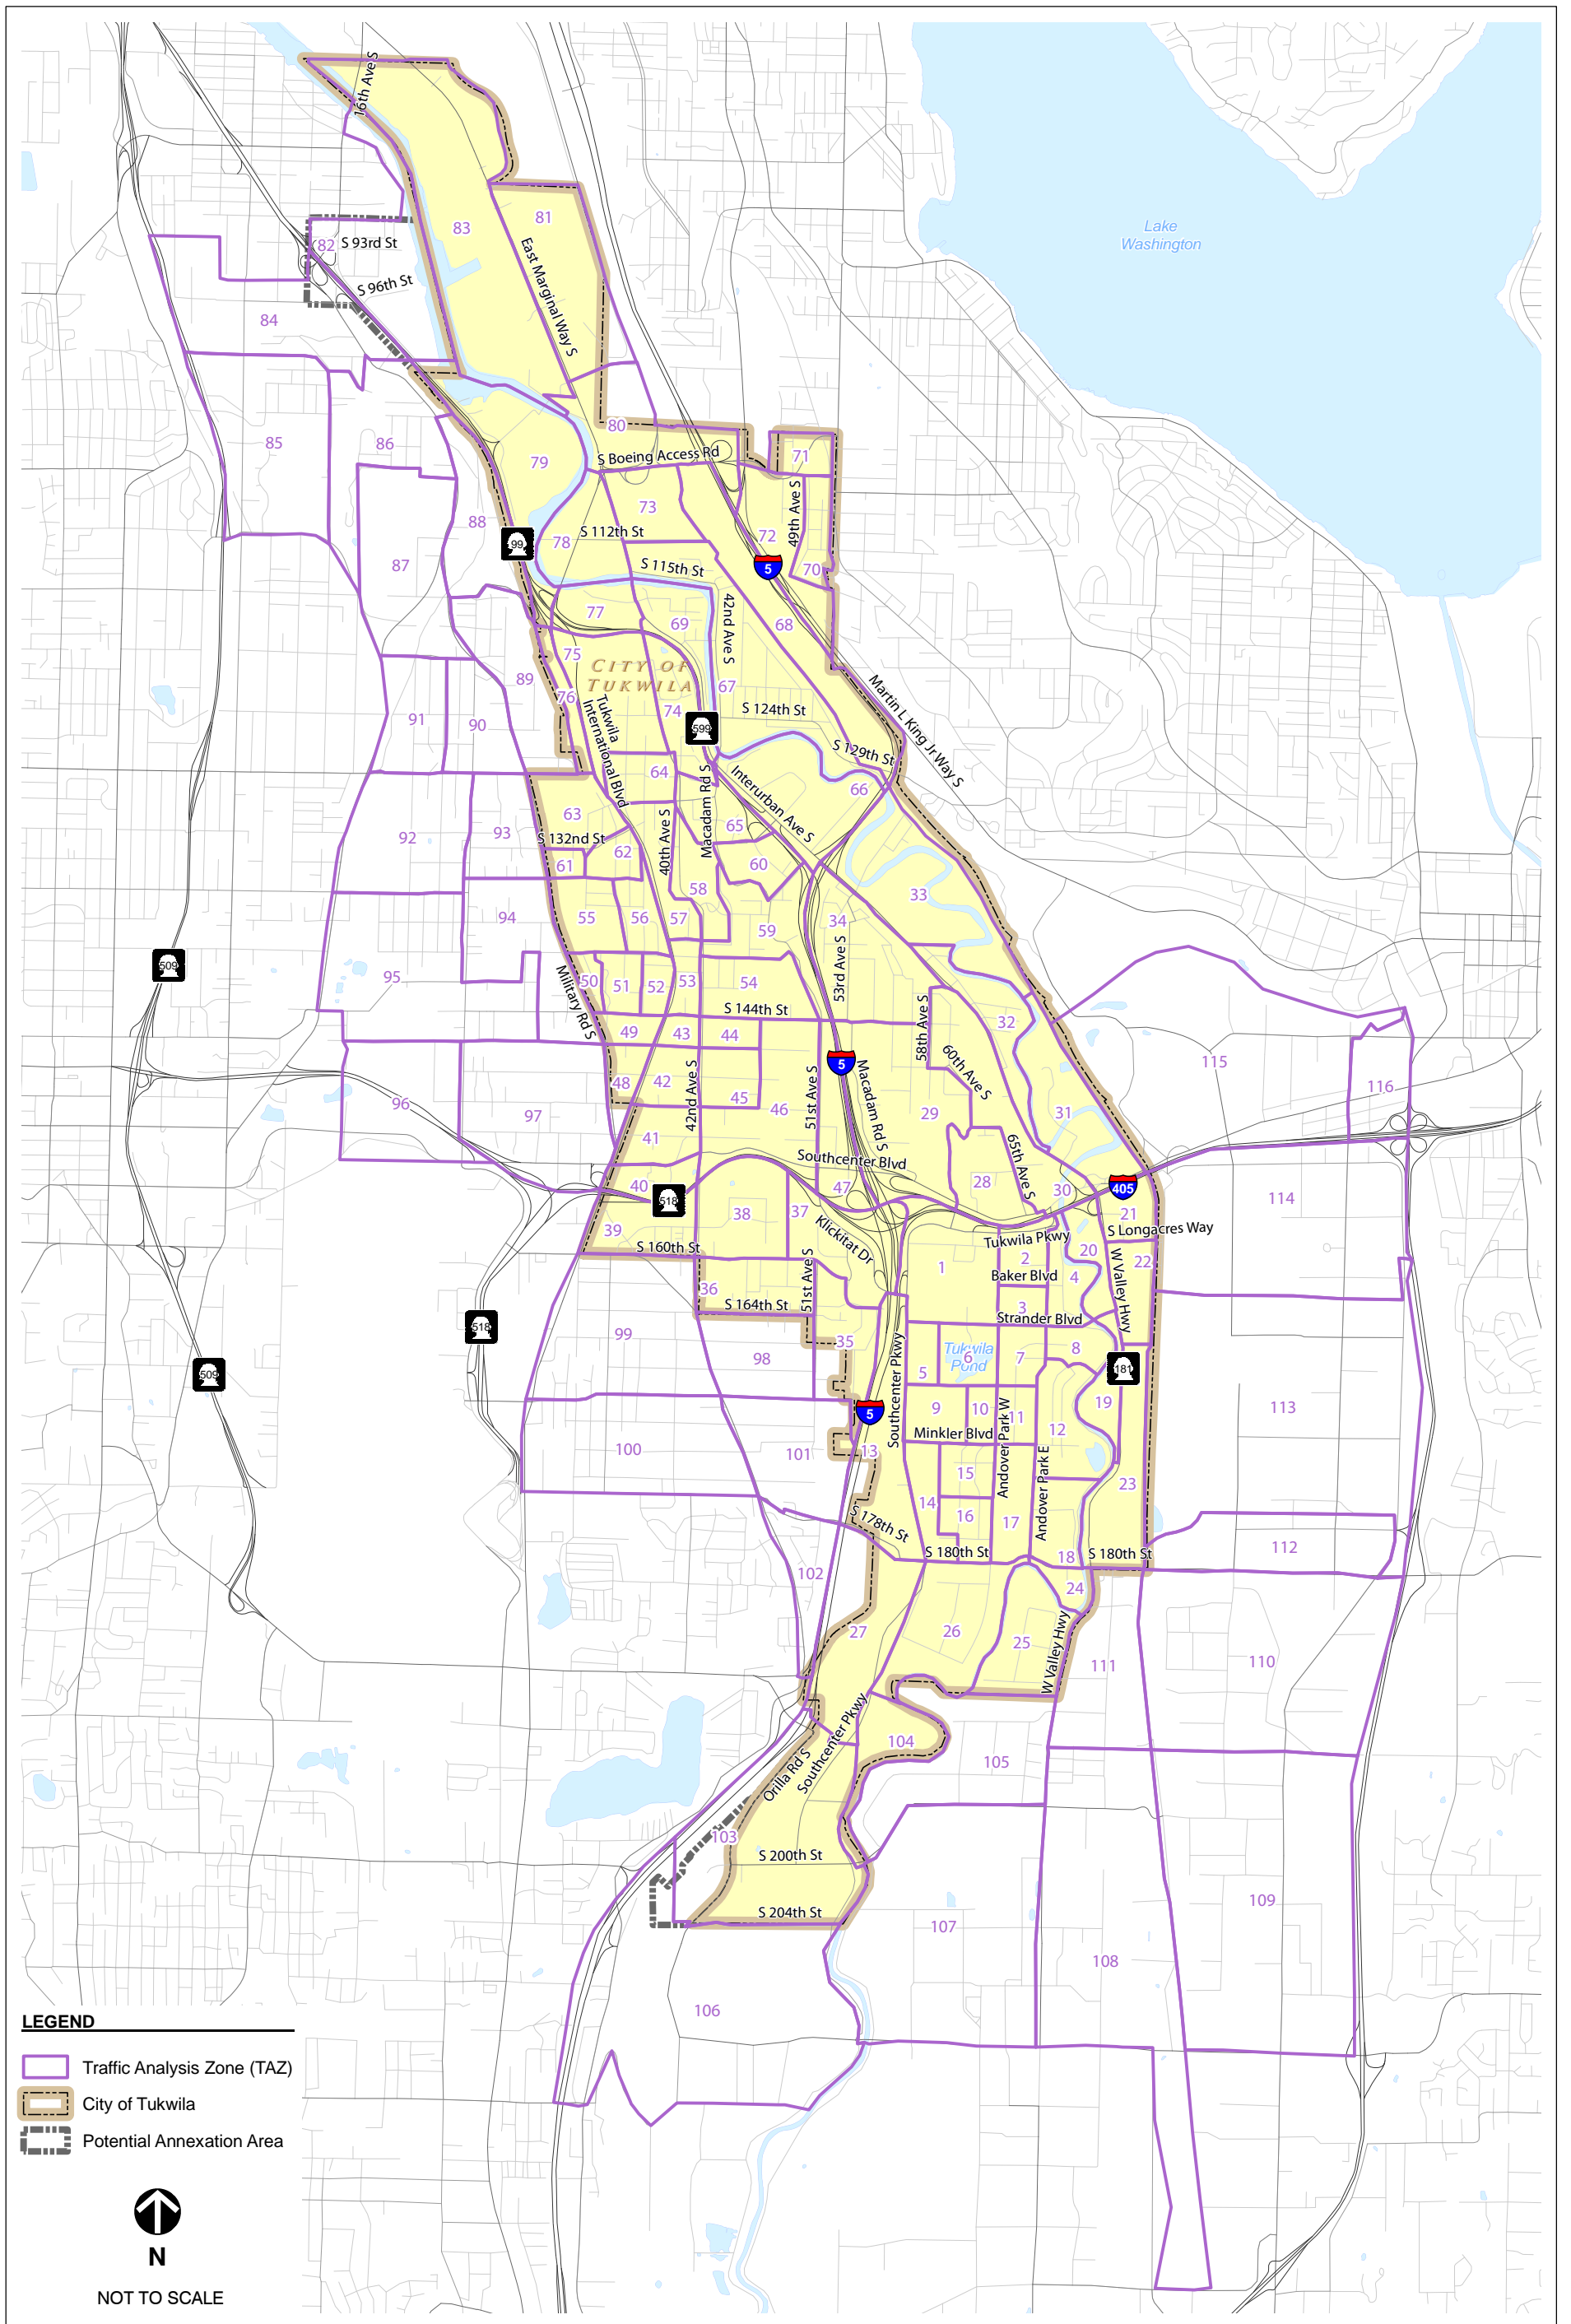 16th Ave S
83
81
82
S 93rd St
S 96th St
East Marginal Way S
Lake
Washington
84
85
86
80
S Boeing Access Rd
71
79
88
99
73
72
49th Ave S
78
S 112th St
87
S 115th St
5
70
77
69
42nd Ave S
68
75
CITY OF
TUKWILA
89
76
74
67
Tukwila
International Blvd
599
S 124th St
Martin L King Jr Way S
91
90
S 129th St
64
Macadam Rd S
Interurban Ave S
66
63
92
93
S 132nd St
62
40th Ave S
65
61
60
58
33
94
55
56
57
59
34
509
95
Military Rd S
50
51
52
53
54
53rd Ave S
S 144th St
58th Ave S
32
49
43
44
60th Ave S
5
115
96
97
48
42
42nd Ave S
45
46
51st Ave S
Macadam Rd S
29
31
116
41
Southcenter Blvd
65th Ave S
40
518
47
28
30
405
114
39
38
37
Klickitat Dr
21
S Longacres Way
S 160th St
Tukwila Pkwy
2
20
22
1
Baker Blvd
4
W Valley Hwy
36
51st Ave S
S 164th St
3
Strander Blvd
518
99
98
35
Tukwila
Pond
6
7
8
181
509
5
Southcenter Pkwy
5
19
113
9
10
11
Andover Park W
12
Minkler Blvd
100
101
13
Andover Park E
15
23
14
16
17
S 178th St
S 180th St
18
S 180th St
112
102
24
27
26
25
W Valley Hwy
111
110
104
Southcenter Pkwy
Orilla Rd S
105
103
S 200th St
109
S 204th St
107
108
106
LEGEND
Traffic Analysis Zone (TAZ)
City of Tukwila
Potential Annexation Area
N
NOT TO SCALE